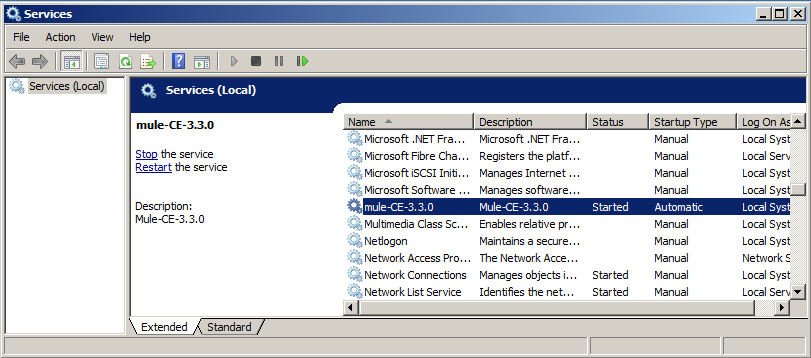 Services
File Action View Help
Services (Local)
Services (Local)
mule-CE-3.3.0
Stop the service
Restart the service
Description:
Mule-CE-3.3.0
Name Description Status Startup Type Log On As
Microsoft .NET Fra... Microsoft .NET Fra... Manual Local Syst
Microsoft Fibre Cha... Registers the platf... Manual Local Serv
Microsoft iSCSI Initi... Manages Internet ... Manual Local Syst
Microsoft Software ... Manages software... Manual Local Syst
mule-CE-3.3.0 Mule-CE-3.3.0 Started Automatic Local Syst
Multimedia Class Sc... Enables relative pr... Manual Local Syst
Netlogon Maintains a secure... Manual Local Syst
Network Access Pro... The Network Acce... Manual Network S
Network Connections Manages objects i... Started Manual Local Syst
Network List Service Identifies the net... Started Manual Local Serv
Extended Standard